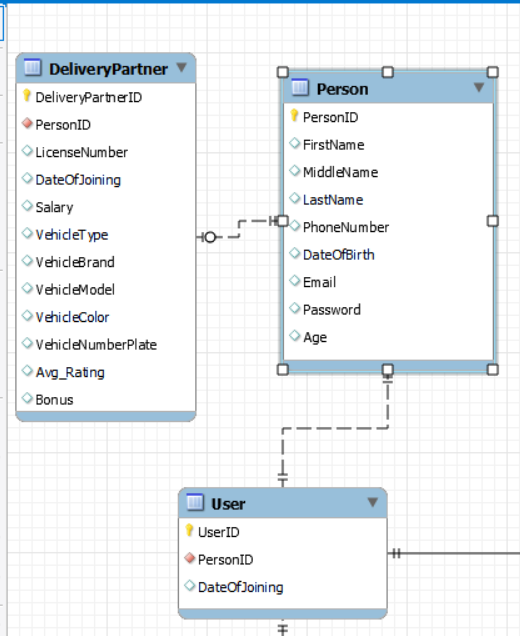 DeliveryPartner
DeliveryPartnerID
PersonID
LicenseNumber
DateOfJoining
Salary
VehicleType
VehicleBrand
VehicleModel
VehicleColor
VehicleNumberPlate
Avg_Rating
Bonus
Person
PersonID
FirstName
MiddleName
LastName
PhoneNumber
DateOfBirth
Email
Password
Age
User
UserID
PersonID
DateOfJoining